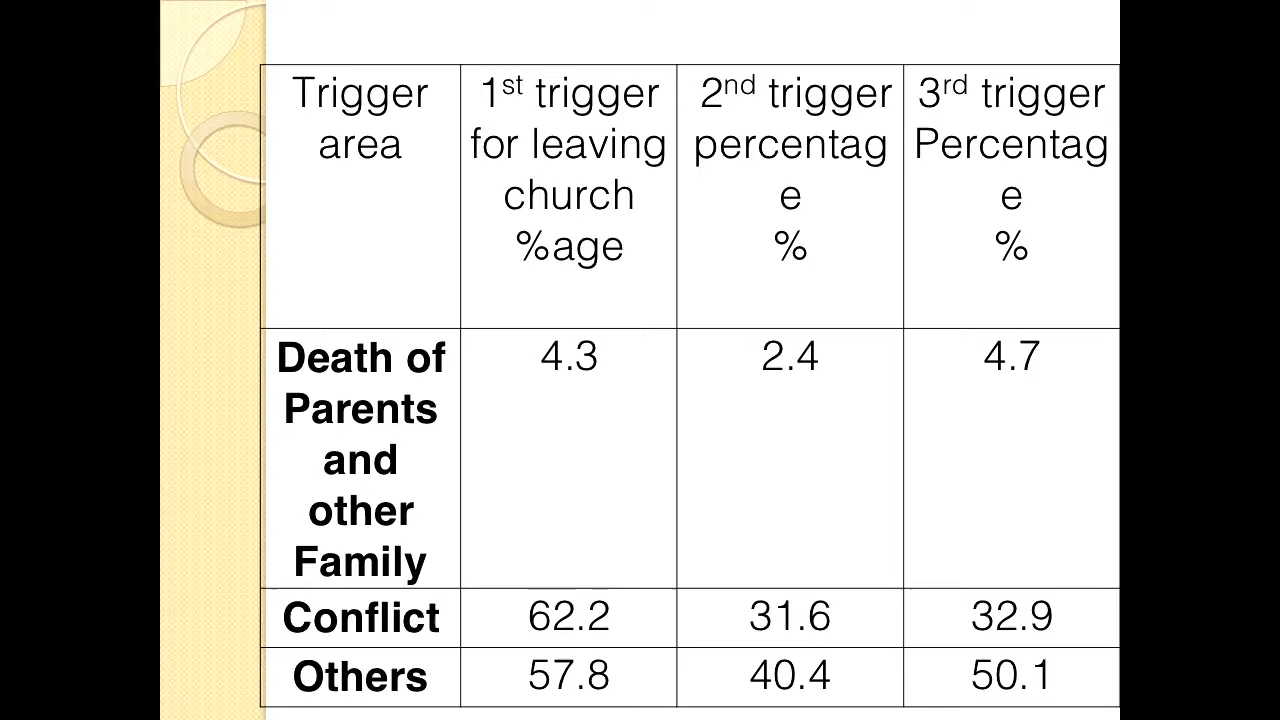 Trigger area
1st trigger for leaving church %age
2nd trigger percentag e %
3rd trigger Percentag e %
Death of Parents and other Family
4.3
2.4
4.7
Conflict
62.2
31.6
32.9
Others
57.8
40.4
50.1